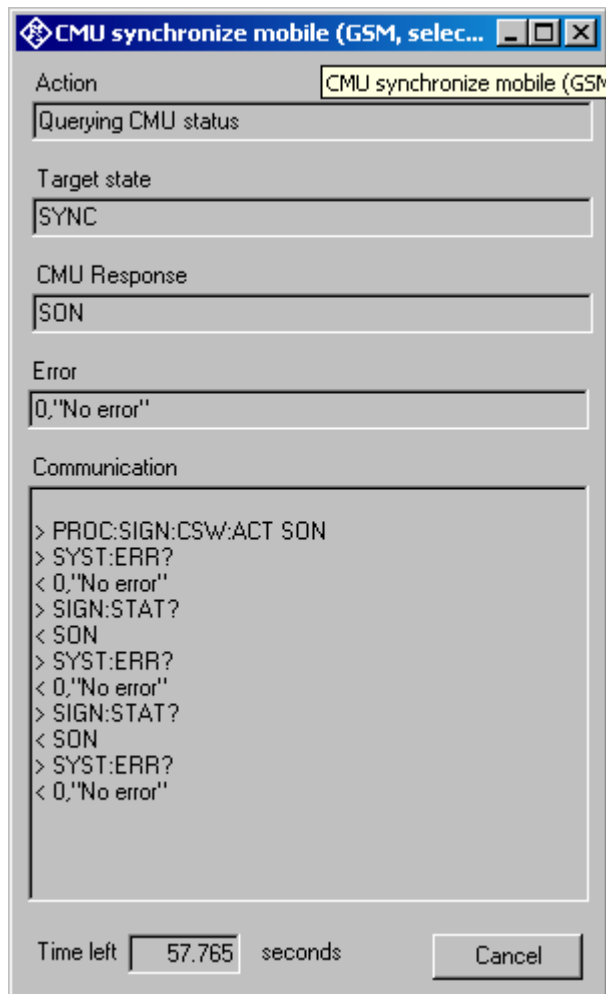 CMU synchronize mobile (GSM, selec...
Action
CMU synchronize mobile (GSM
Querying CMU status
Target state
SYNC
CMU Response
SON
Error
0,"No error"
Communication
> PROC:SIGN:CSW:ACT SON
> SYST:ERR?
< 0,"No error"
> SIGN:STAT?
< SON
> SYST:ERR?
< 0,"No error"
> SIGN:STAT?
< SON
> SYST:ERR?
< 0,"No error"
Time left 57.765 seconds Cancel